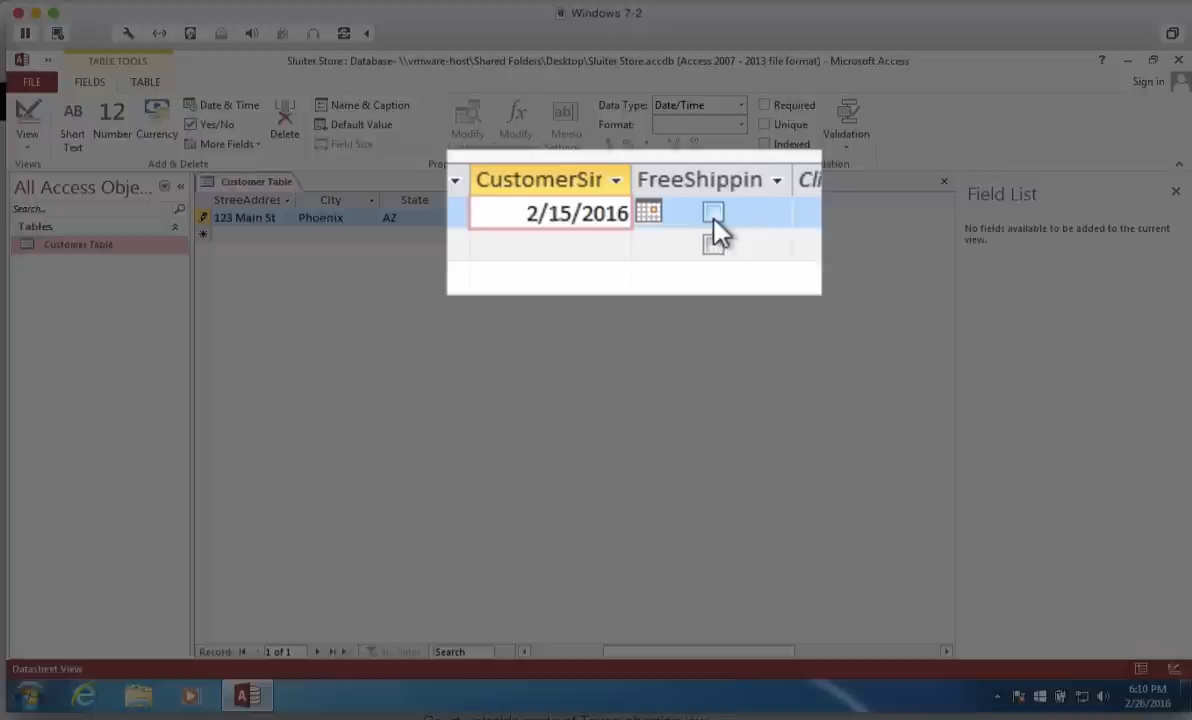 Windows 7-2
TABLE TOOLS
Sluiter.Store : Database- \\vmware-host\Shared Folders\Desktop\Sluiter Store.accdb (Access 2007 - 2013 file format) - Microsoft Access
FILE FIELDS TABLE
Sign in
View
Views
AB Short Text
12 Number
Currency
Date & Time
Yes/No
More Fields
Add & Delete
Delete
Name & Caption
Default Value
Field Size
Modify
Modify
Memo
Data Type: Date/Time
Format:
Required
Unique
Indexed
Validation
All Access Obje...
Search...
Tables
Customer Table
Customer Table
StreeAddres City State
123 Main St Phoenix AZ
CustomerSir FreeShippin Cli
2/15/2016
Field List
No fields available to be added to the current view.
Record: 1 of 1 Search
Datasheet View
6:10 PM
2/26/2016